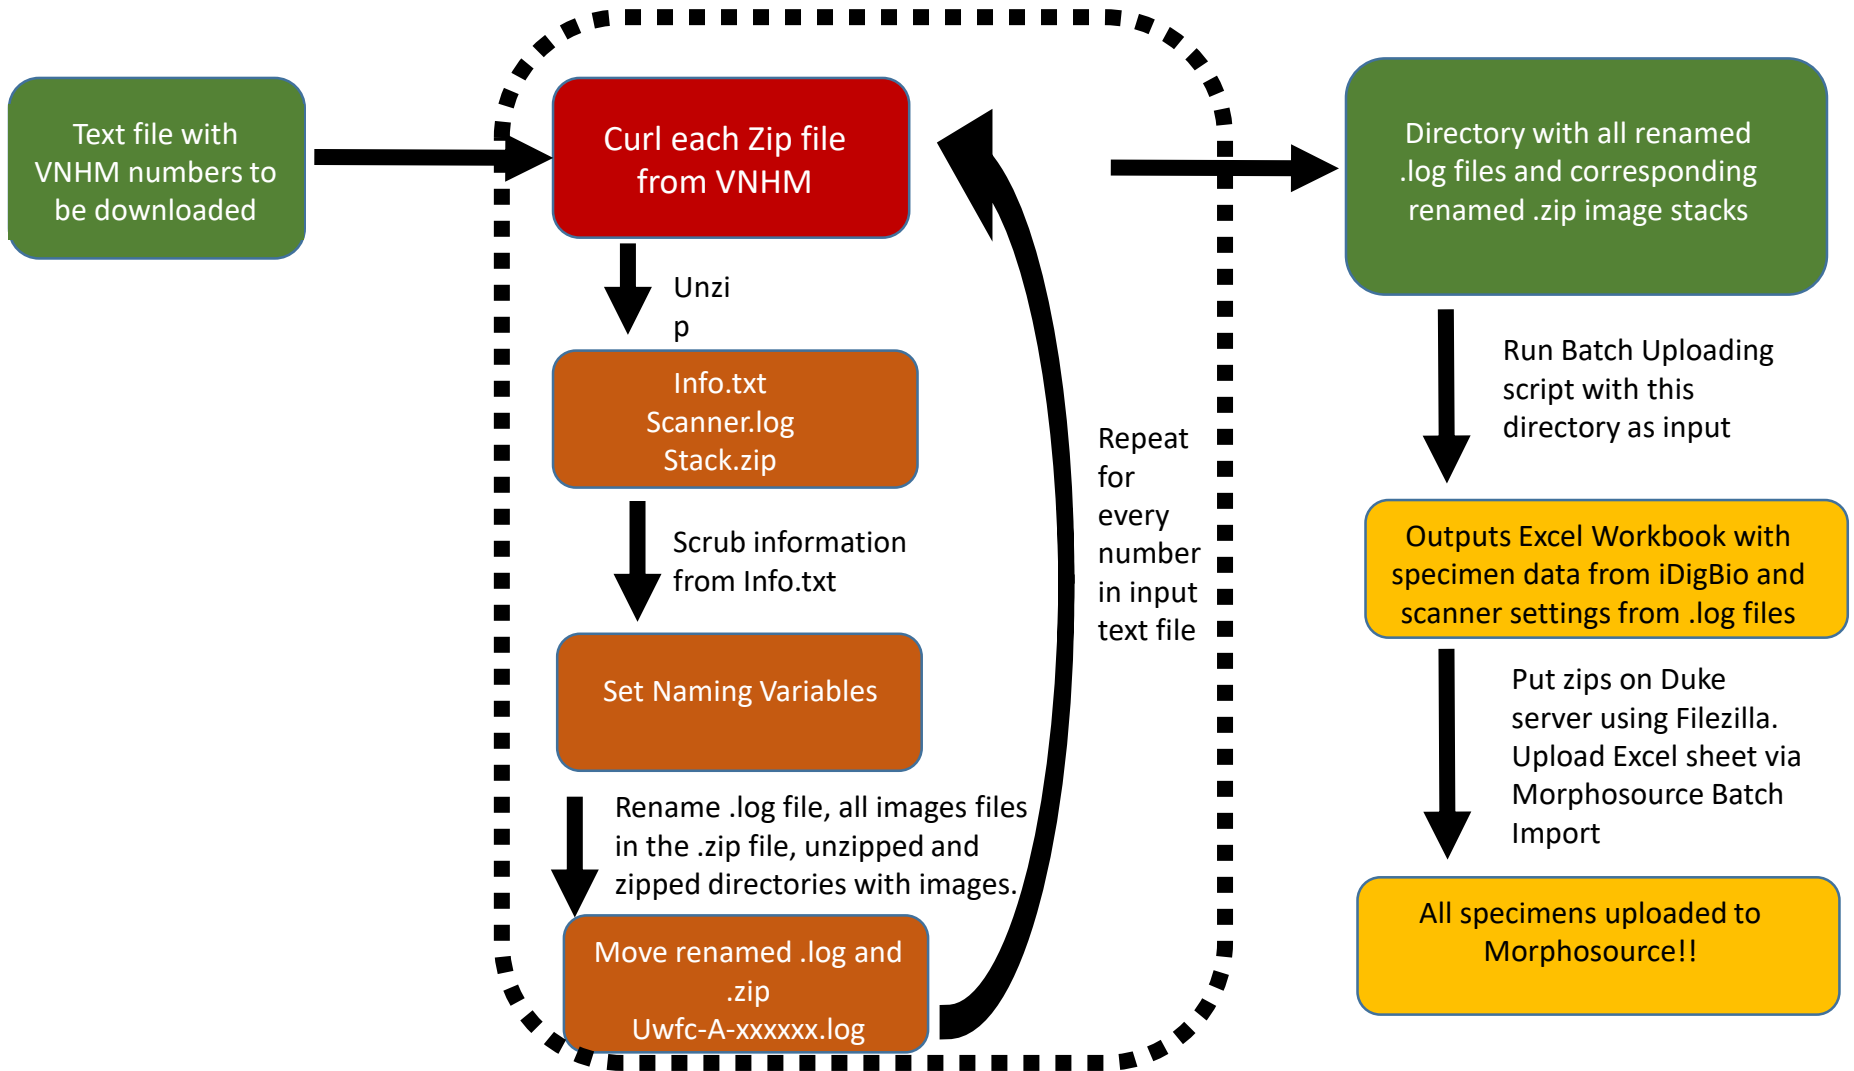 Text file with
VNHM numbers to
be downloaded
Curl each Zip file
from VNHM
Unzi
p
Info.txt
Scanner.log
Stack.zip
Scrub information
from Info.txt
Set Naming Variables
Rename .log file, all images files
in the .zip file, unzipped and
zipped directories with images.
Move renamed .log and
.zip
Uwfc-A-xxxxxx.log
Repeat
for
every
number
in input
text file
Directory with all renamed
.log files and corresponding
renamed .zip image stacks
Run Batch Uploading
script with this
directory as input
Outputs Excel Workbook with
specimen data from iDigBio and
scanner settings from .log files
Put zips on Duke
server using Filezilla.
Upload Excel sheet via
Morphosource Batch
Import
All specimens uploaded to
Morphosource!!